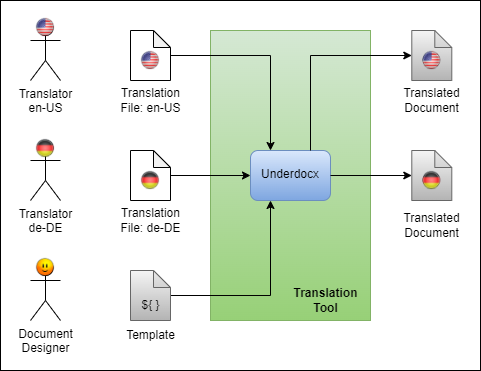 Translator
en-US
Translation
File: en-US
Translated
Document
Underdocx
Translator
de-DE
Translation
File: de-DE
Translated
Document
${ }
Document
Designer
Template
Translation
Tool